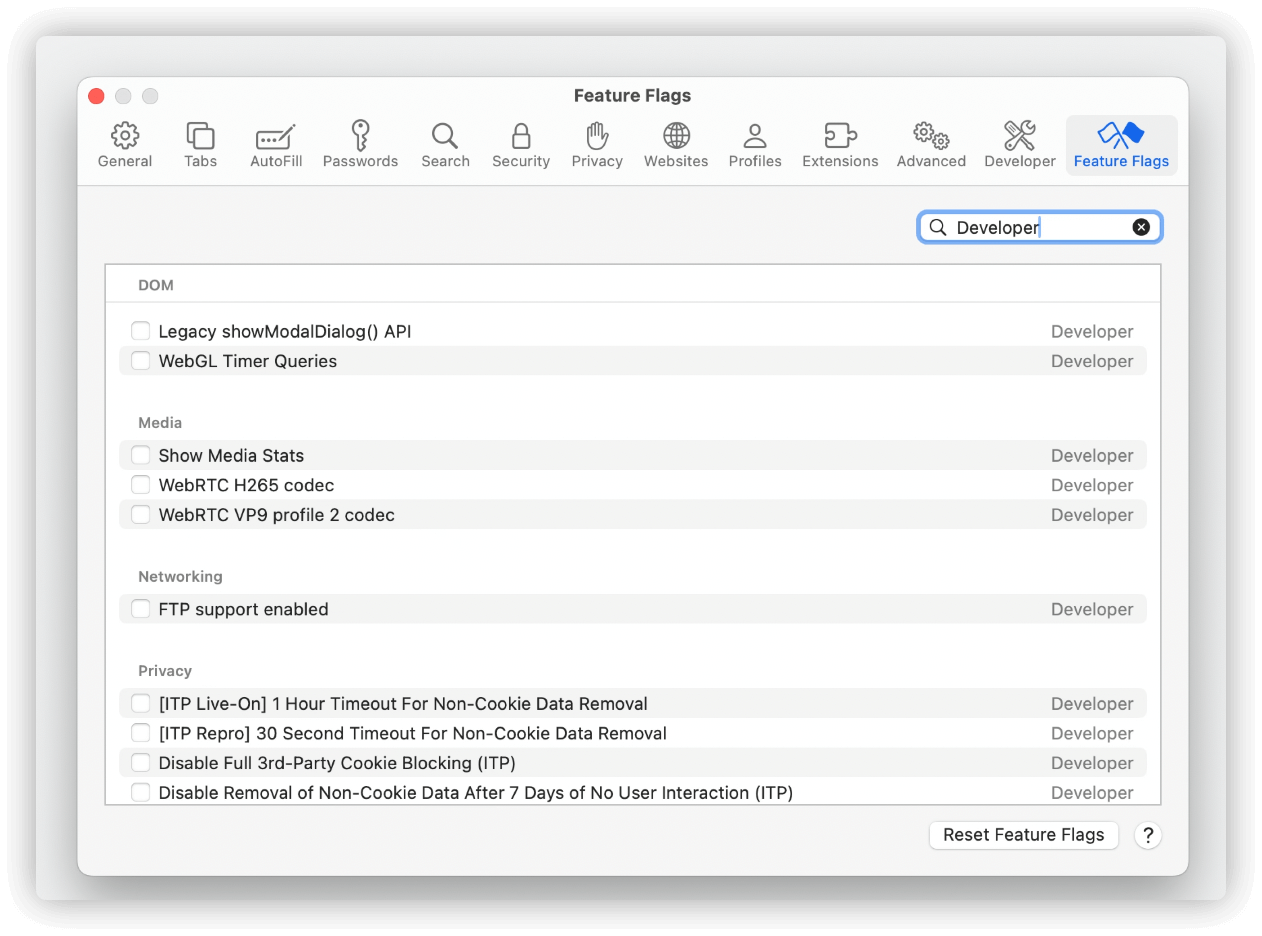 Feature Flags
General Tabs AutoFill Passwords Search Security Privacy Websites Profiles Extensions Advanced Developer Feature Flags
Developer
DOM
Legacy showModalDialog() API Developer
WebGL Timer Queries Developer
Media
Show Media Stats Developer
WebRTC H265 codec Developer
WebRTC VP9 profile 2 codec Developer
Networking
FTP support enabled Developer
Privacy
[ITP Live-On] 1 Hour Timeout For Non-Cookie Data Removal Developer
[ITP Repro] 30 Second Timeout For Non-Cookie Data Removal Developer
Disable Full 3rd-Party Cookie Blocking (ITP) Developer
Disable Removal of Non-Cookie Data After 7 Days of No User Interaction (ITP) Developer
Reset Feature Flags ?